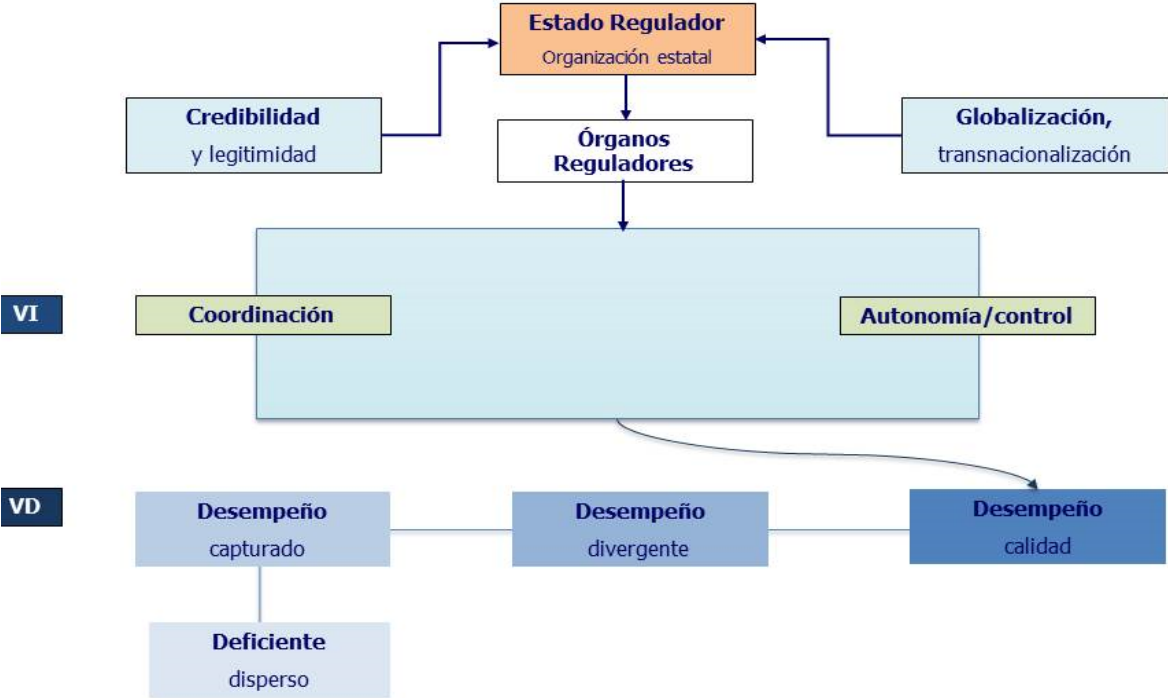 Estado Regulador
Organización estatal
Credibilidad
y legitimidad
Órganos
Reguladores
Globalización,
transnacionalización
VI
Coordinación
Autonomía/control
VD
Desempeño
capturado
Desempeño
divergente
Desempeño
calidad
Deficiente
disperso